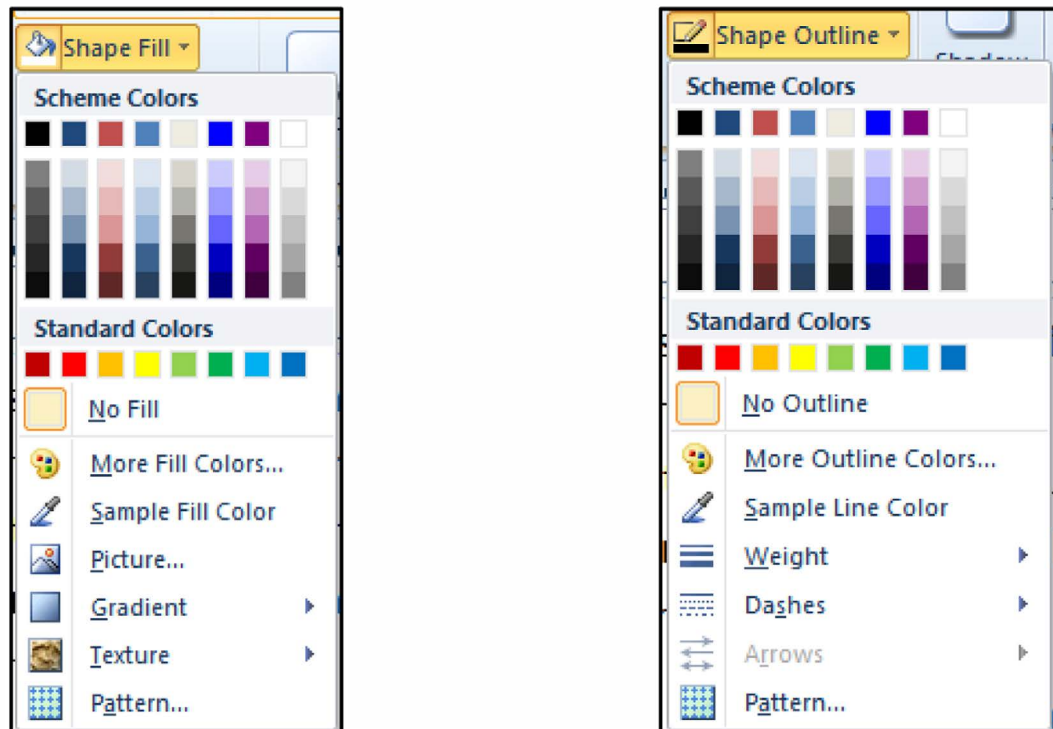 Shape Fill
Scheme Colors
Standard Colors
No Fill
More Fill Colors...
Sample Fill Color
Picture...
Gradient
Texture
Pattern...
Shape Outline
Scheme Colors
Standard Colors
No Outline
More Outline Colors...
Sample Line Color
Weight
Dashes
Arrows
Pattern...